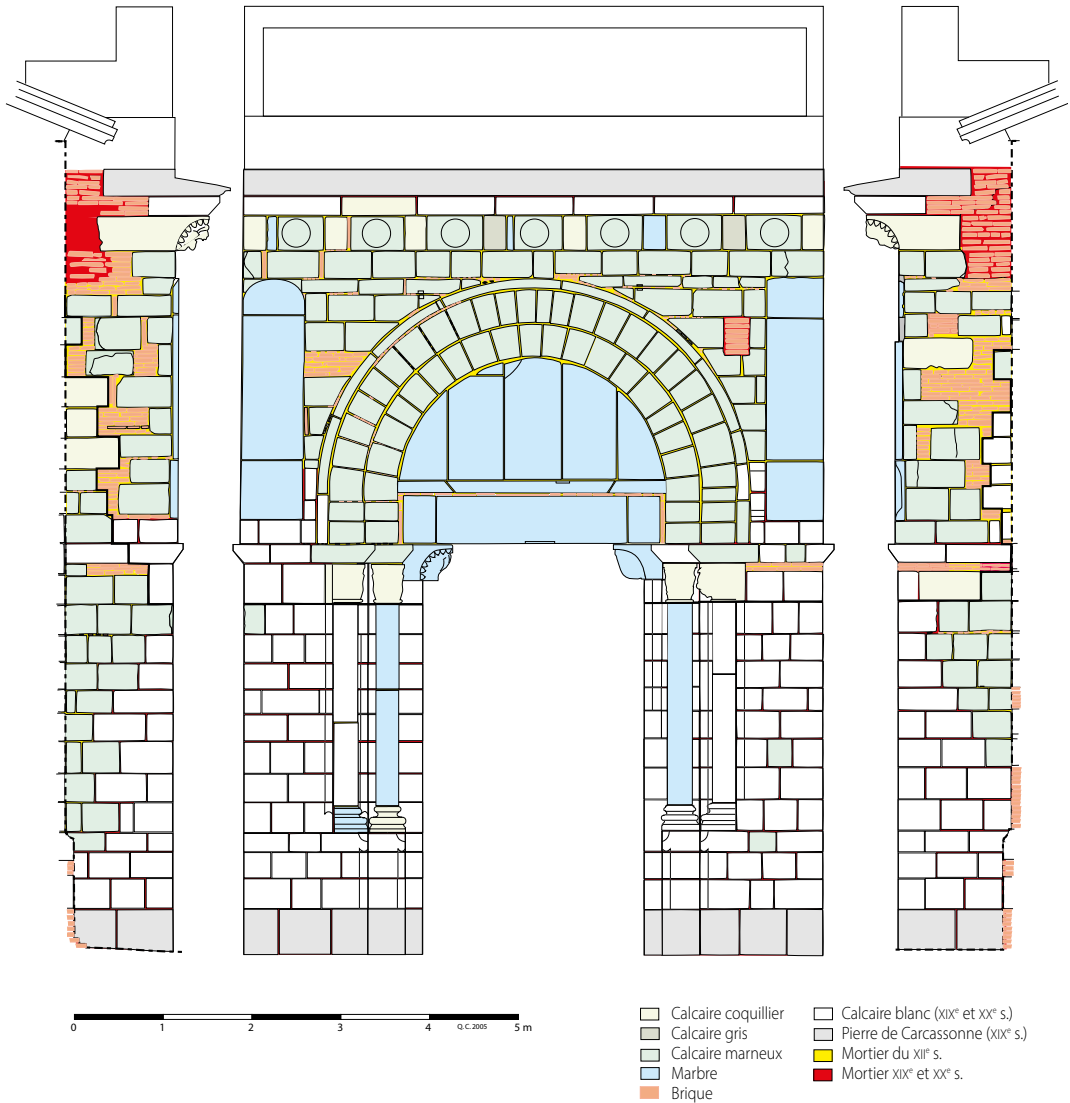 0 1 2 3 4 Q.C.2005 5 m
Calcaire coquillier
Calcaire gris
Calcaire marneux
Marbre
Brique
Calcaire blanc (XIXe et XXe s.)
Pierre de Carcassonne (XIXe s.)
Mortier du XIIe s.
Mortier XIXe et XXe s.